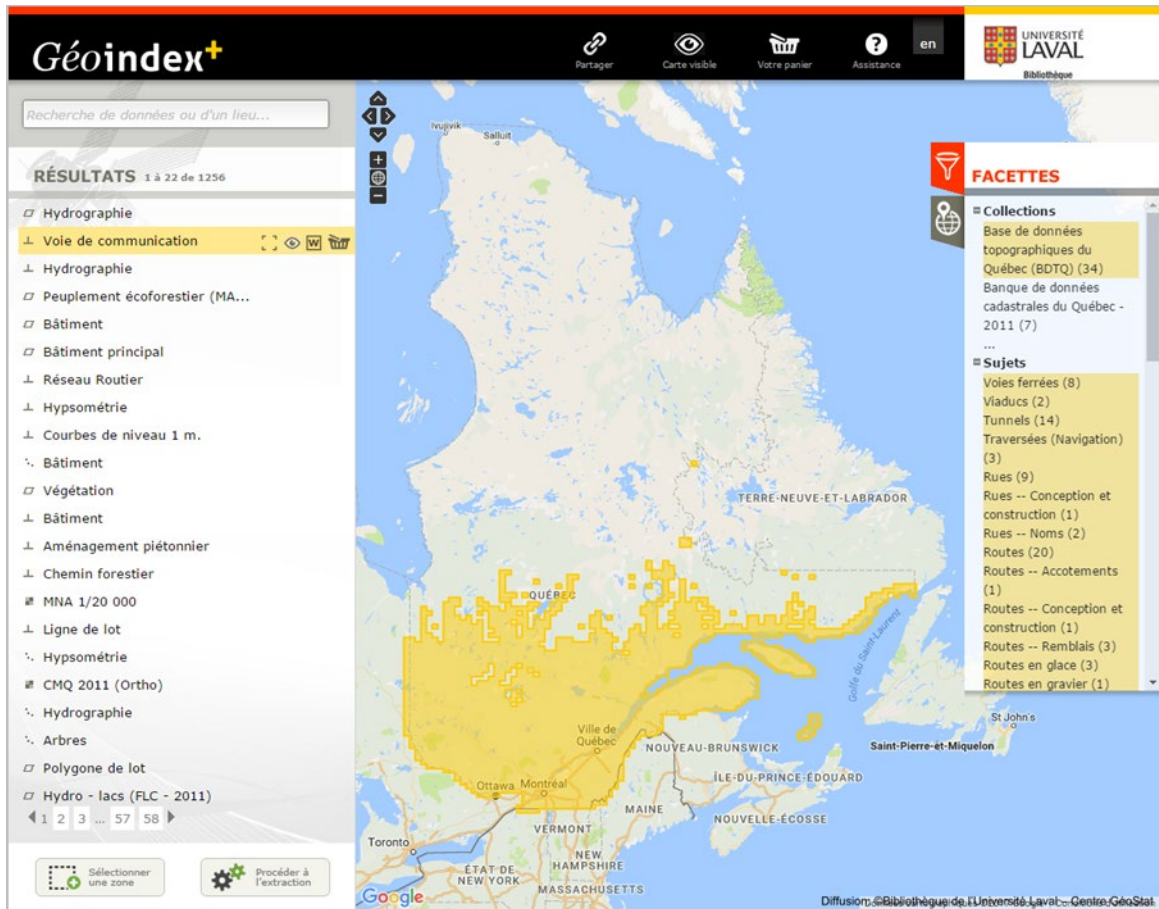 Géoindex+
Partager
Carte visible
Votre panier
Assistance
en
UNIVERSITÉ
LAVAL
Bibliothèque
Recherche de données ou d'un lieu...
RÉSULTATS 1 à 22 de 1256
Hydrographie
Voie de communication
W
Hydrographie
Peuplement écoforestier (MA...
Bâtiment
Bâtiment principal
Réseau Routier
Hypsométrie
Courbes de niveau 1 m.
Bâtiment
Végétation
Bâtiment
Aménagement piétonnier
Chemin forestier
MNA 1/20 000
Ligne de lot
Hypsométrie
CMQ 2011 (Ortho)
Hydrographie
Arbres
Polygone de lot
Hydro - lacs (FLC - 2011)
1 2 3 ... 57 58
Sélectionner
une zone
Procéder à
l'extraction
Ivujivik
Salluit
TERRE-NEUVE-ET-LABRADOR
QUÉBEC
Golfe du Saint-Laurent
Ville de
Québec
NOUVEAU-BRUNSWICK
St John's
Saint-Pierre-et-Miquelon
ÎLE-DU-PRINCE-ÉDOUARD
Ottawa
Montréal
MAINE
NOUVELLE-ÉCOSSE
VERMONT
Toronto
NEW
HAMPSHIRE
ÉTAT DE
NEW YORK
MASSACHUSETTS
Google
Diffusion: ©Bibliothèque de l'Université Laval - Centre GéoStat
FACETTES
Collections
Base de données
topographiques du
Québec (BDTQ) (34)
Banque de données
cadastrales du Québec -
2011 (7)
...
Sujets
Voies ferrées (8)
Viaducs (2)
Tunnels (14)
Traversées (Navigation)
(3)
Rues (9)
Rues -- Conception et
construction (1)
Rues -- Noms (2)
Routes (20)
Routes -- Accotements
(1)
Routes -- Conception et
construction (1)
Routes -- Remblais (3)
Routes en glace (3)
Routes en gravier (1)